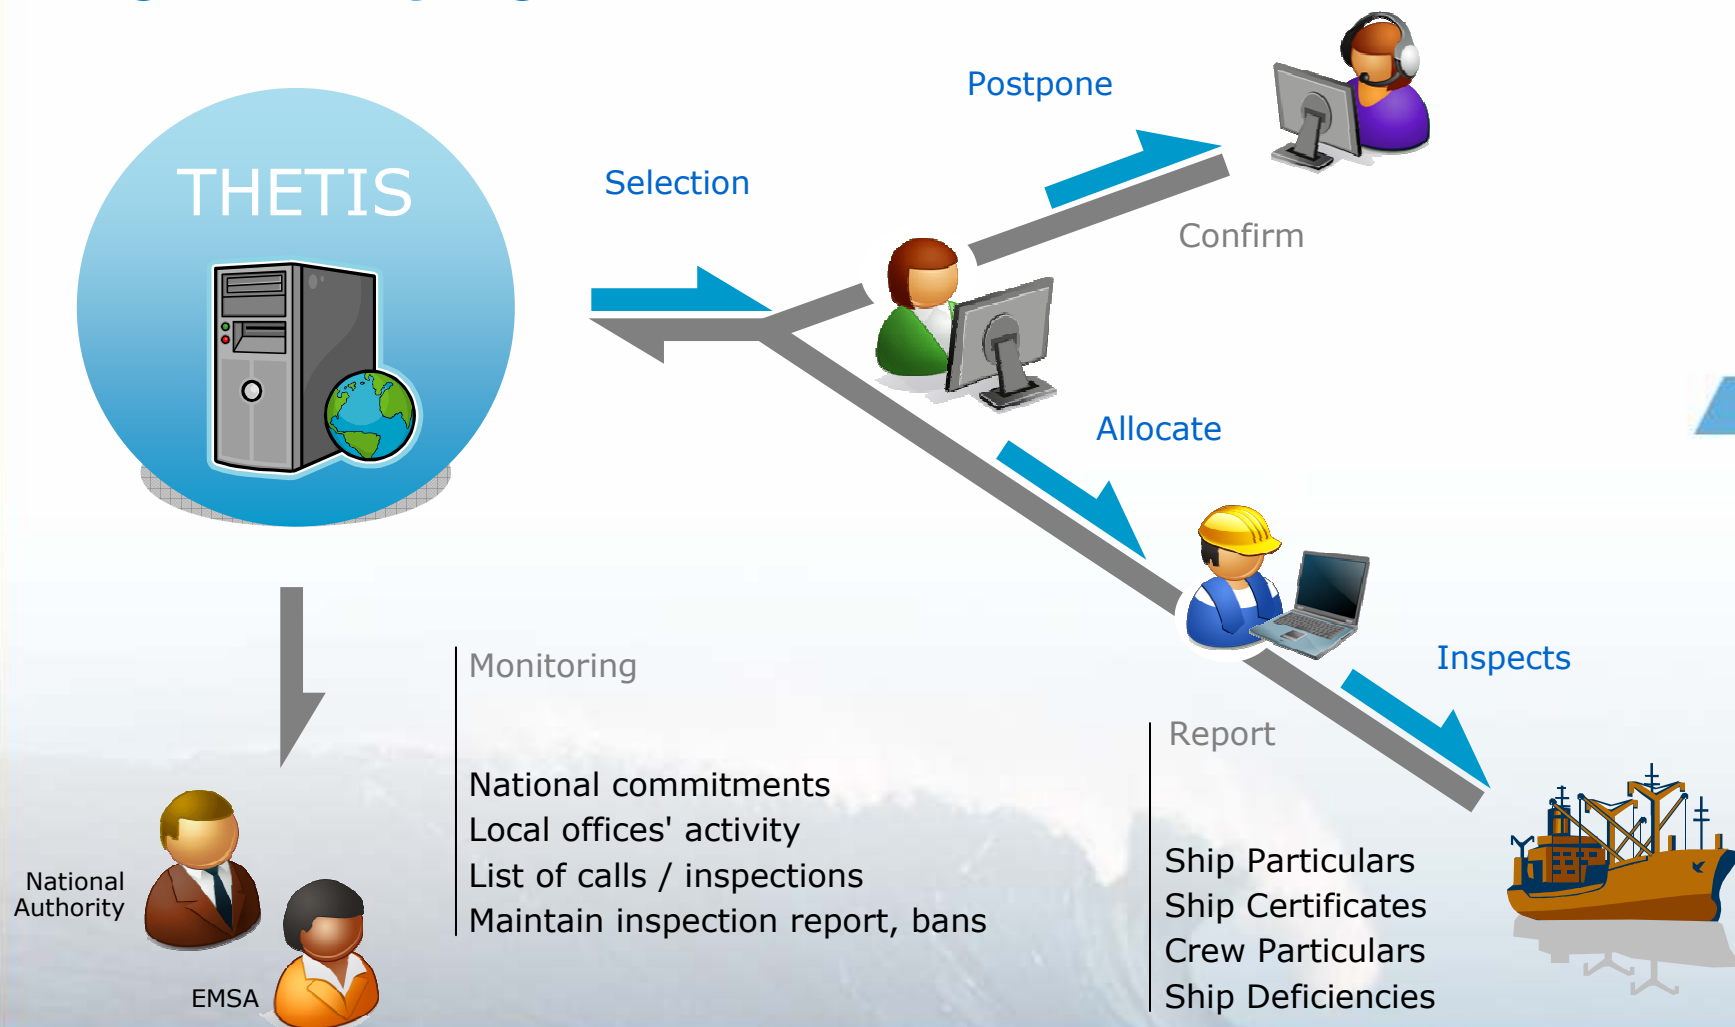 Postpone
THETIS
Selection
Confirm
Allocate
Inspects
Monitoring
National commitments
Local offices' activity
List of calls / inspections
Maintain inspection report, bans
Report
Ship Particulars
Ship Certificates
Crew Particulars
Ship Deficiencies
National
Authority
EMSA